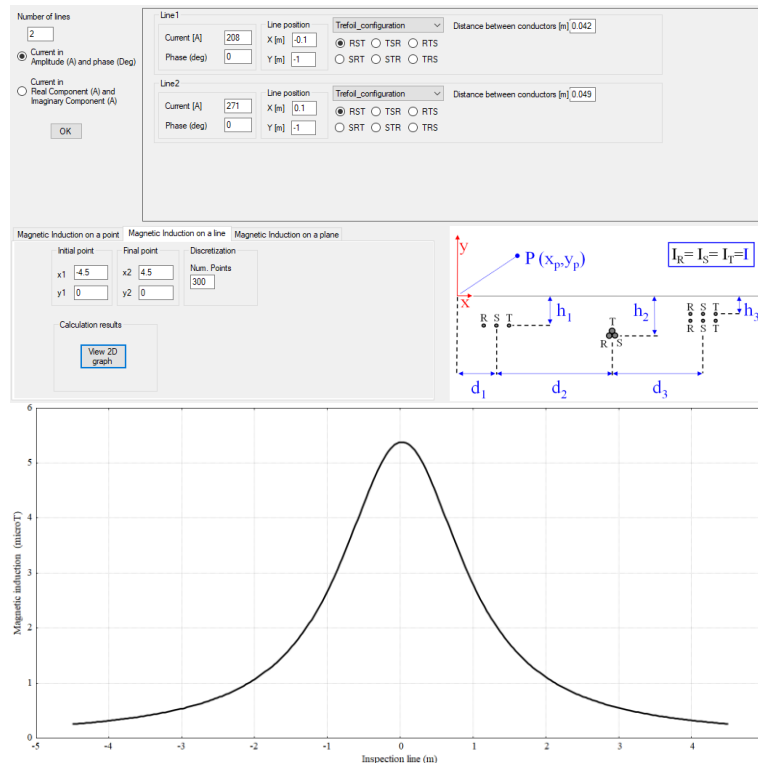 Number of lines
2
Current in
Amplitude (A) and phase (Deg)
Current in
Real Component (A) and
Imaginary Component (A)
OK
Line1
Current [A] 208
Phase (deg) 0
Line position
X [m] -0.1
Y [m] -1
Trefoil_configuration
RST TSR RTS
SRT STR TRS
Distance between conductors [m] 0.042
Line2
Current [A] 271
Phase (deg) 0
Line position
X [m] 0.1
Y [m] -1
Trefoil_configuration
RST TSR RTS
SRT STR TRS
Distance between conductors [m] 0.049
Magnetic Induction on a point Magnetic Induction on a line Magnetic Induction on a plane
Initial point
x1 -4.5
y1 0
Final point
x2 4.5
y2 0
Discretization
Num. Points
300
Calculation results
View 2D
graph
y
P (xp,yp)
IR= IS= IT=I
x
h1
h2
h3
R S T
T
R S
R S T
R S T
d1
d2
d3
6
5
4
3
2
1
0
-5 -4 -3 -2 -1 0 1 2 3 4
Magnetic induction (microT)
Inspection line (m)